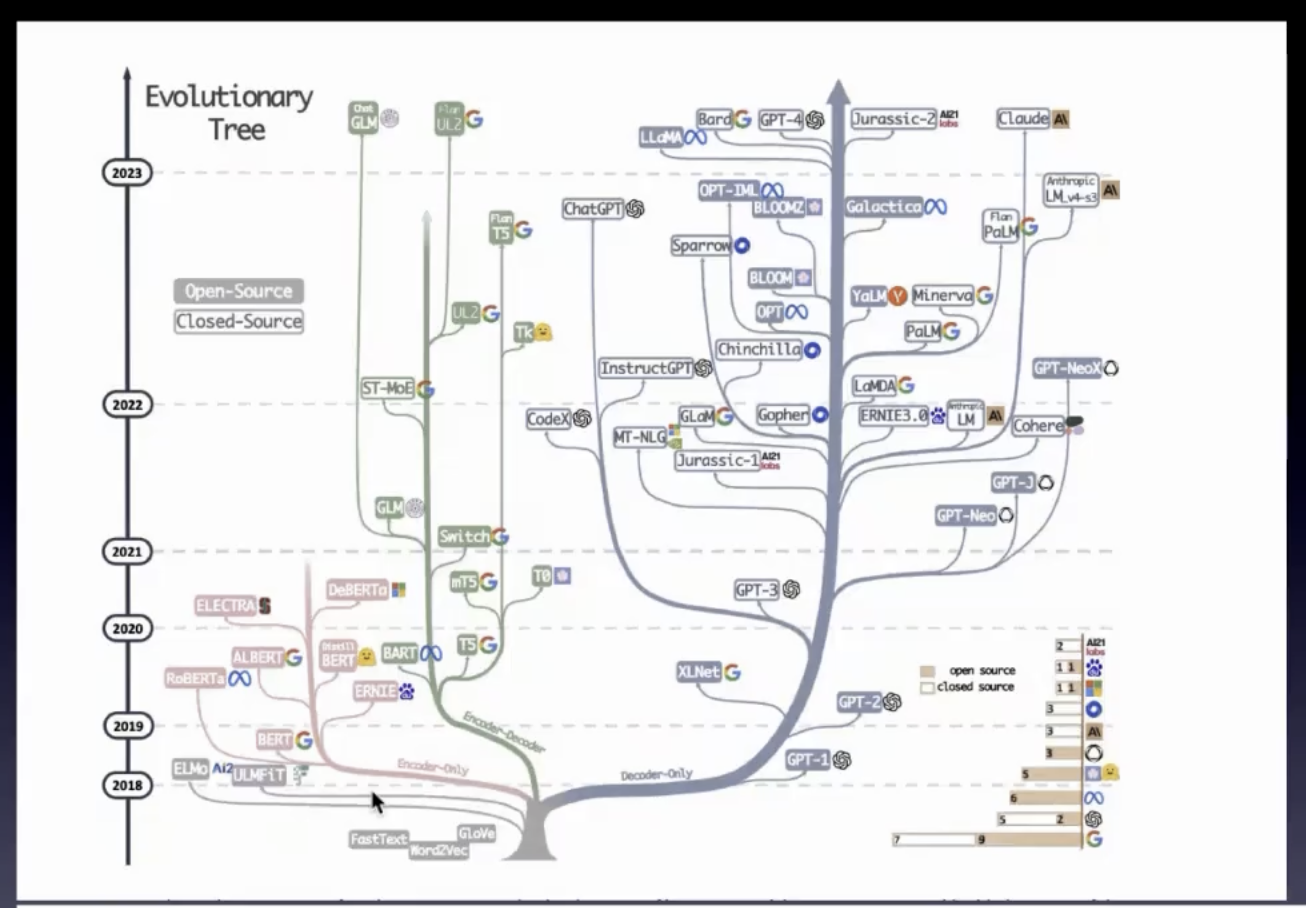 Evolutionary
Tree
2023
2022
2021
2020
2019
2018
Open-Source
Closed-Source
Chat
GLM
Flan
UL2
Flan
T5
UL2
Tk
ST-MoE
GLM
Switch
mT5
T0
T5
BART
ELECTRA
DeBERTa
ALBERT
Distill
BERT
RoBERTa
ERNIE
BERT
ELMo
Ai2
ULMFiT
FastText
Word2Vec
GloVe
Encoder-Only
Encoder-Decoder
Decoder-Only
LLaMA
Bard
GPT-4
Jurassic-2
AI21
labs
Claude
A\
Anthropic
LM_v4-s3
A\
ChatGPT
OPT-IML
BLOOMZ
Galactica
Flan
PaLM
Sparrow
BLOOM
YaLM
Minerva
OPT
PaLM
Chinchilla
InstructGPT
GPT-NeoX
LaMDA
CodeX
GLaM
Gopher
ERNIE3.0
Anthropic
LM
A\
Cohere
MT-NLG
Jurassic-1
AI21
labs
GPT-J
GPT-Neo
GPT-3
XLNet
GPT-2
GPT-1
open source
closed source
2 AI21
labs
1 1
1 1
3
3 A\
3
5
6
5 2
7 9